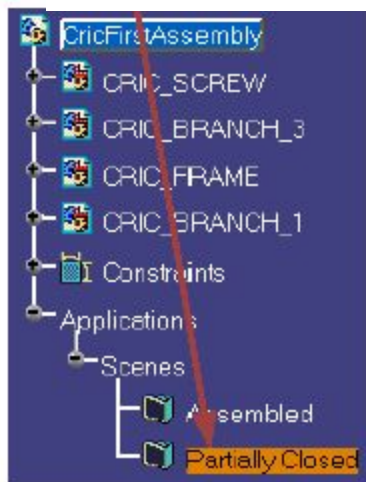 CricFirstAssembly
CRIC_SCREW
CRIC_BRANCH_3
CRIC_FRAME
CRIC_BRANCH_1
Constraints
Applications
Scenes
Assembled
Partially Closed